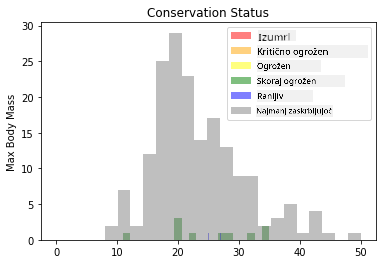 Conservation Status
Max Body Mass
30
25
20
15
10
5
0
0 10 20 30 40 50
Izumrl
Kritično ogrožen
Ogrožen
Skoraj ogrožen
Ranljiv
Najmanj zaskrbljujoč